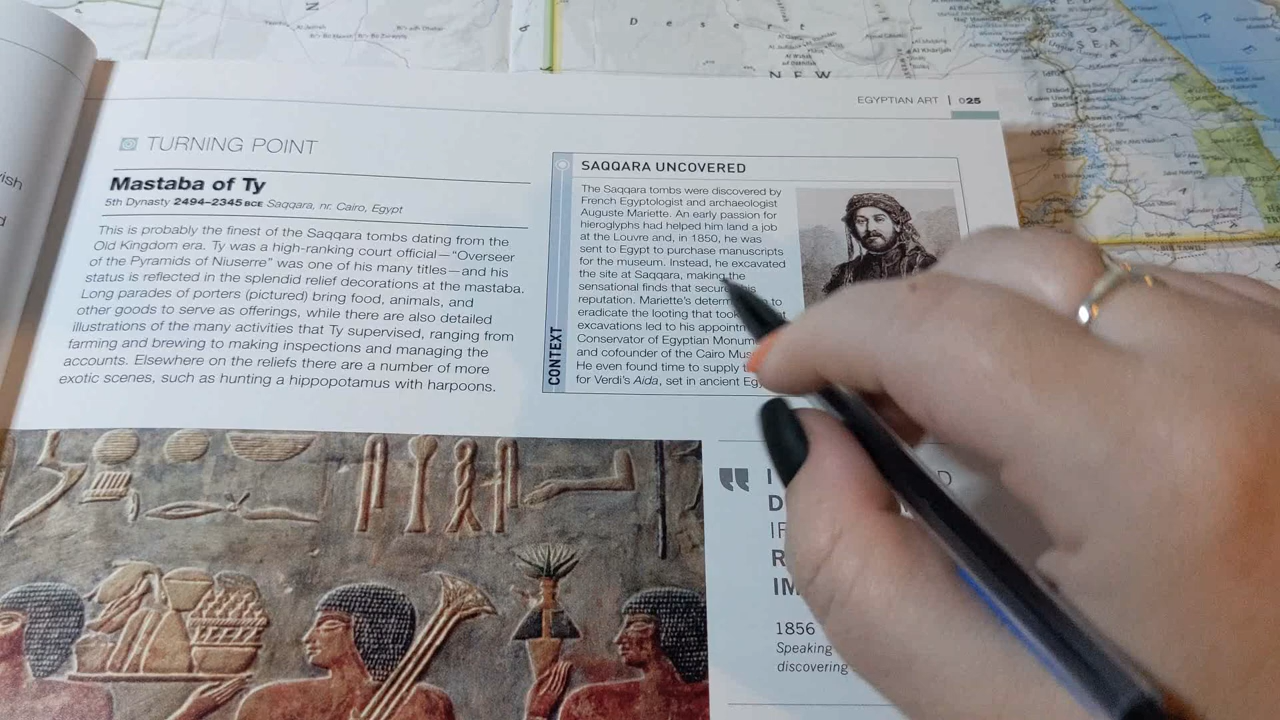 EGYPTIAN ART | 025
TURNING POINT
Mastaba of Ty
5th Dynasty 2494–2345 BCE Saqqara, nr. Cairo, Egypt
This is probably the finest of the Saqqara tombs dating from the
Old Kingdom era. Ty was a high-ranking court official—"Overseer
of the Pyramds of Niuserre" was one of his many titles—and his
status is reflected in the splendid relief decorations at the mastaba.
Long parades of porters (pictured) bring food, animals, and
other goods to serve as offerings, while there are also detailed
illustrations of the many activities that Ty supervised, ranging from
farming and brewing to making inspections and managing the
accounts. Elsewhere on the reliefs there are a number of more
exotic scenes, such as hunting a hippopotamus with harpoons.
CONTEXT
SAQQARA UNCOVERED
The Saqqara tombs were discovered by
French Egyptologist and archaeologist
Auguste Mariette. An early passion for
hieroglyphs had helped him land a job
at the Louvre and, in 1850, he was
sent to Egypt to purchase manuscripts
for the museum. Instead, he excavated
the site at Saqqara, making the
sensational finds that
reputation. Mariette's to
eradicate the looting that
excavations led to his
Conservator of Egyptian
and cofounder of the Cairo
He even found time to supply
for Verdi's Aida, set in ancient
1856
Speaking
discovering
Desert
NEW
RED
SEA
ASWAN